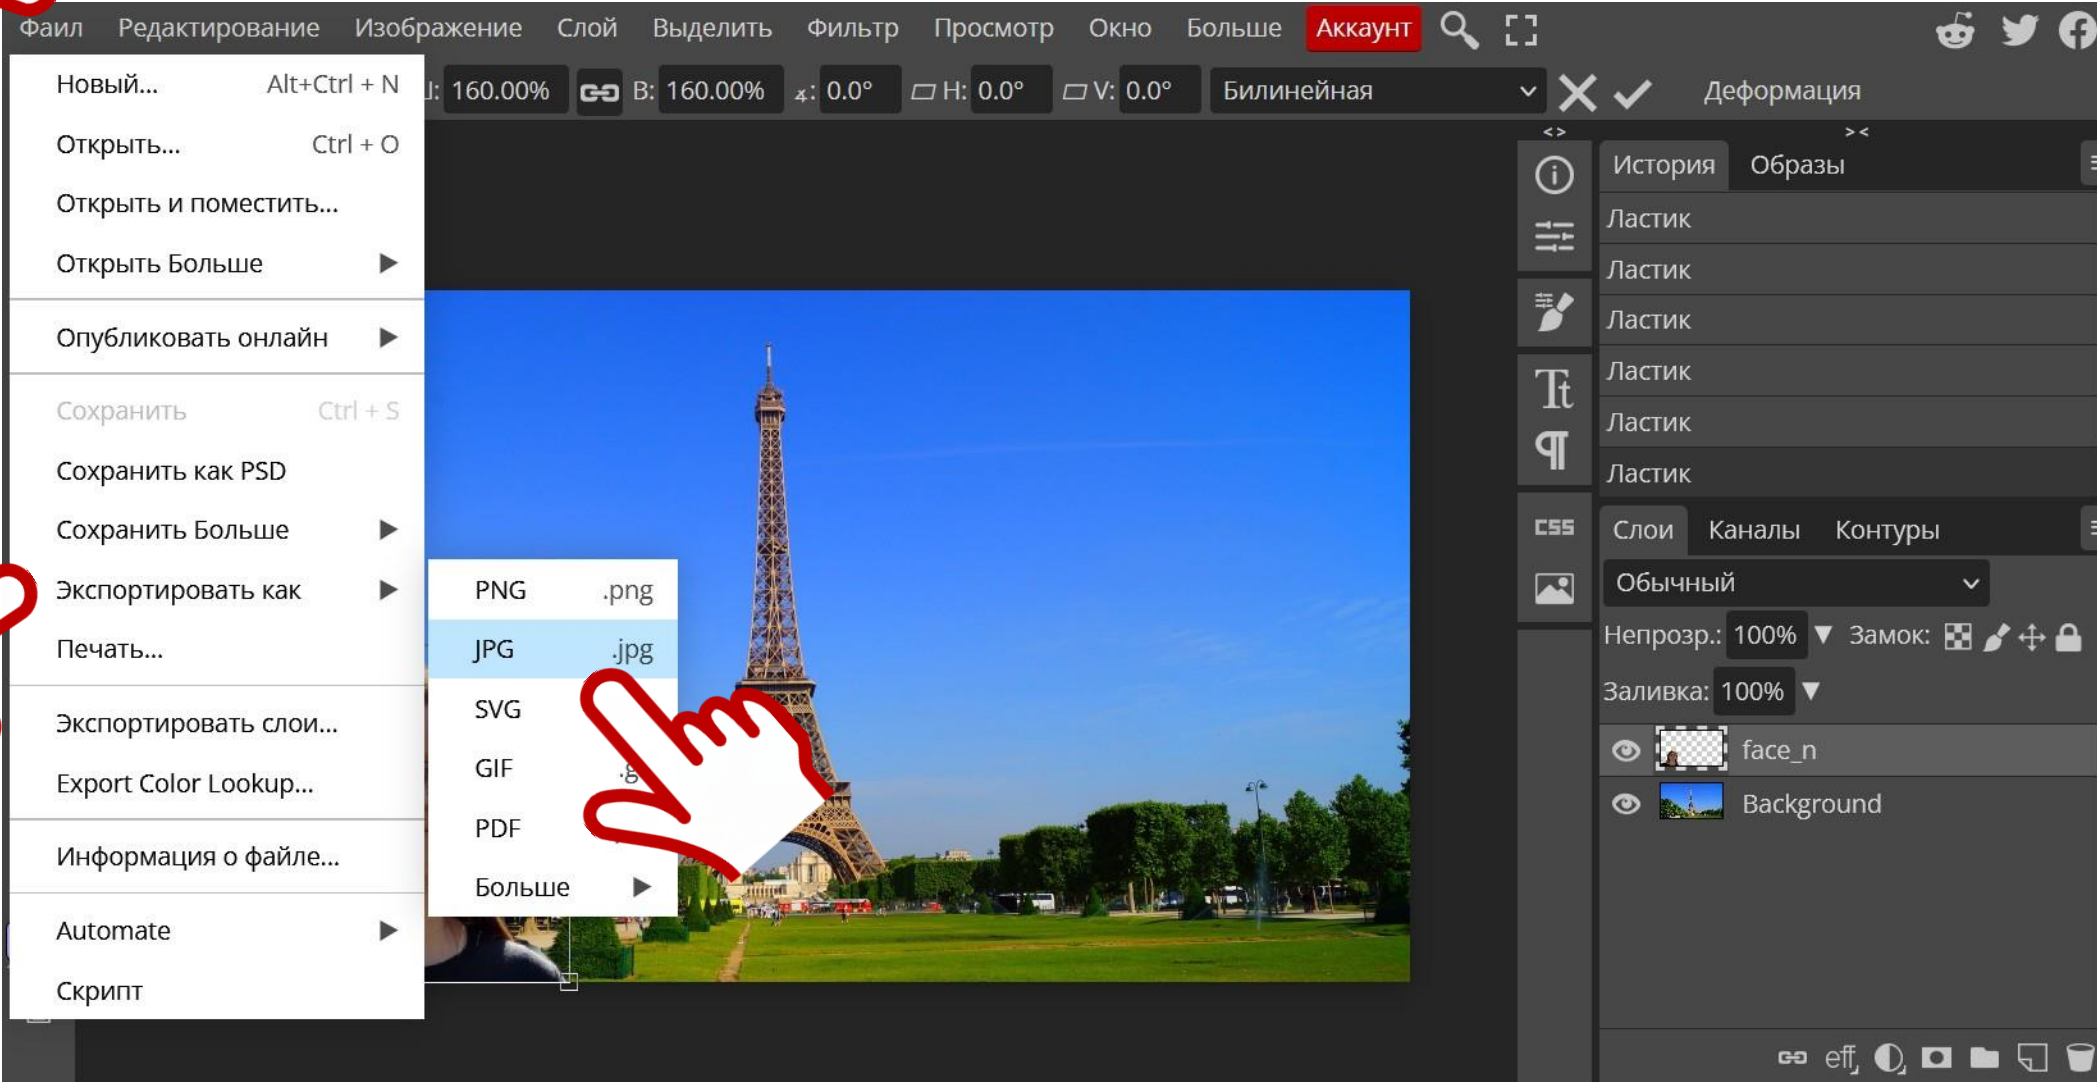 Фаил Редактирование Изображение Слой Выделить Фильтр Просмотр Окно Больше Аккаунт
160.00% В: 160.00% 0.0° H: 0.0° V: 0.0° Билинейная Деформация
Новый... Alt+Ctrl + N
Открыть... Ctrl + O
Открыть и поместить...
Открыть Больше
Опубликовать онлайн
Сохранить Ctrl + S
Сохранить как PSD
Сохранить Больше
Экспортировать как
Печать...
Экспортировать слои...
Export Color Lookup...
Информация о файле...
Automate
Скрипт
PNG .png
JPG .jpg
SVG
GIF .g
PDF
Больше
< >
> <
Tt
¶
CSS
История Образы
Ластик
Ластик
Ластик
Ластик
Ластик
Ластик
Слои Каналы Контуры
Обычный
Непрозр.: 100% Замок:
Заливка: 100%
face_n
Background
eff